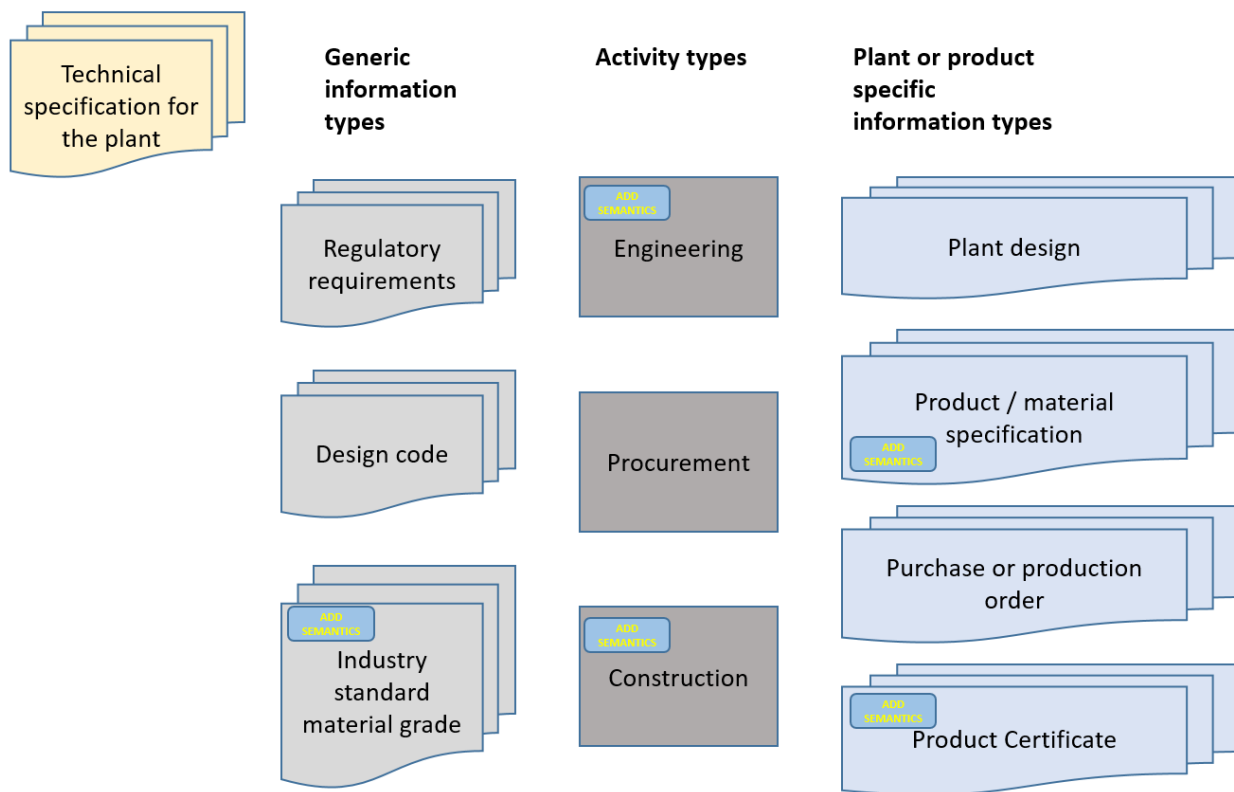 Technical
specification for
the plant
Generic
information
types
Activity types
Plant or product
specific
information types
Regulatory
requirements
ADD
SEMANTICS
Engineering
Plant design
Design code
Procurement
Product / material
specification
ADD
SEMANTICS
Purchase or production
order
ADD
SEMANTICS
Industry
standard
material grade
ADD
SEMANTICS
Construction
ADD
SEMANTICS
Product Certificate